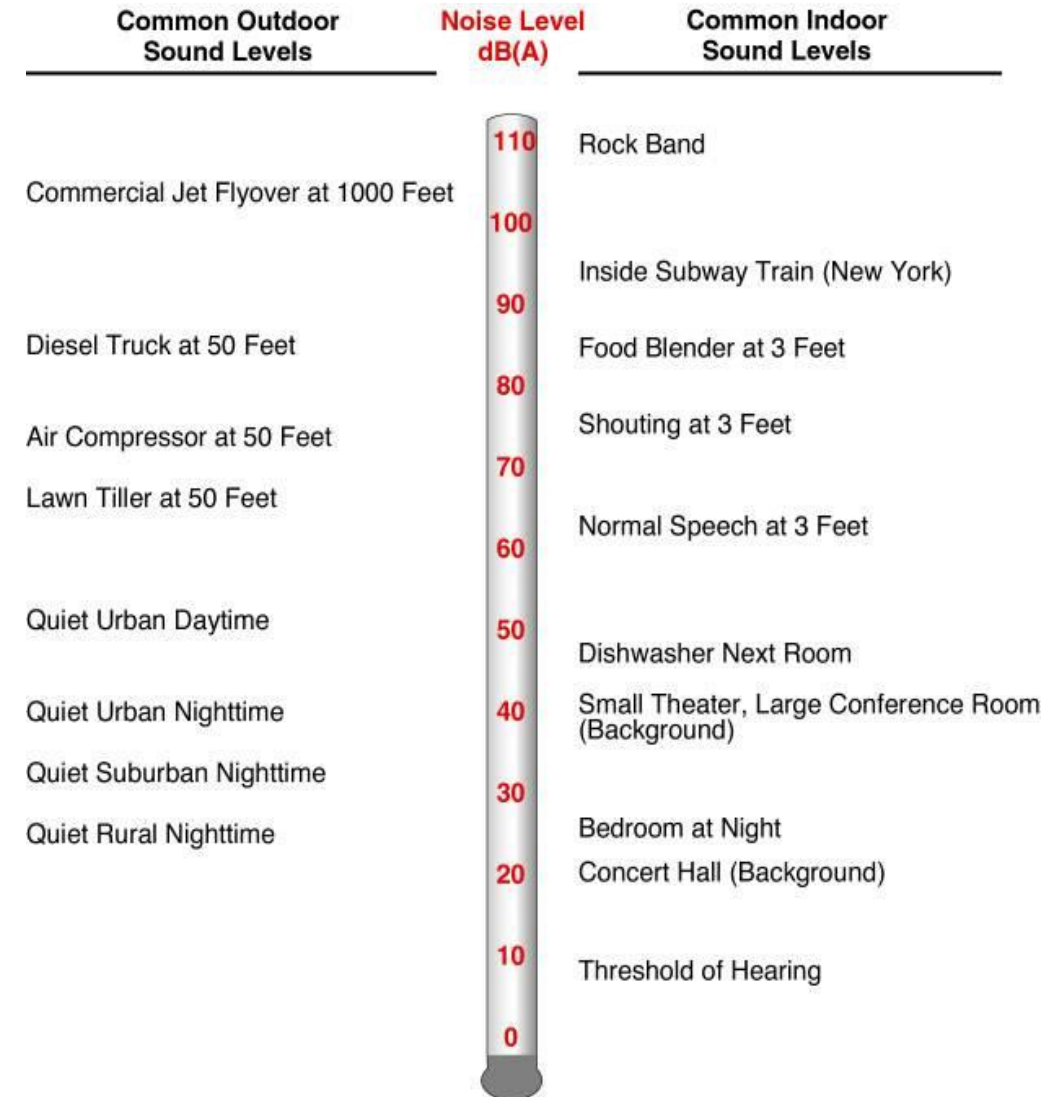 Common Outdoor
Sound Levels
Noise Level
dB(A)
Common Indoor
Sound Levels
110
Rock Band
Commercial Jet Flyover at 1000 Feet
100
Inside Subway Train (New York)
90
Diesel Truck at 50 Feet
Food Blender at 3 Feet
80
Shouting at 3 Feet
Air Compressor at 50 Feet
70
Lawn Tiller at 50 Feet
Normal Speech at 3 Feet
60
Quiet Urban Daytime
50
Dishwasher Next Room
Quiet Urban Nighttime
40
Small Theater, Large Conference Room
(Background)
Quiet Suburban Nighttime
30
Quiet Rural Nighttime
Bedroom at Night
20
Concert Hall (Background)
10
Threshold of Hearing
0